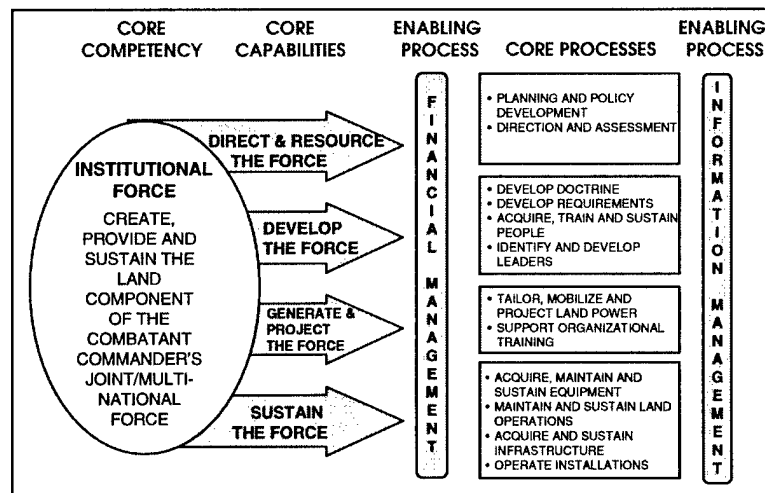 CORE
COMPETENCY
CORE
CAPABILITIES
ENABLING
PROCESS
CORE PROCESSES
ENABLING
PROCESS
INSTITUTIONAL
FORCE
CREATE,
PROVIDE AND
SUSTAIN THE
LAND
COMPONENT
OF THE
COMBATANT
COMMANDER'S
JOINT/MULTI-
NATIONAL
FORCE
DIRECT & RESOURCE
THE FORCE
DEVELOP
THE FORCE
GENERATE &
PROJECT
THE FORCE
SUSTAIN
THE FORCE
FINANCIAL MANAGEMENT
• PLANNING AND POLICY
DEVELOPMENT
• DIRECTION AND ASSESSMENT
• DEVELOP DOCTRINE
• DEVELOP REQUIREMENTS
• ACQUIRE, TRAIN AND SUSTAIN
PEOPLE
• IDENTIFY AND DEVELOP
LEADERS
• TAILOR, MOBILIZE AND
PROJECT LAND POWER
• SUPPORT ORGANIZATIONAL
TRAINING
• ACQUIRE, MAINTAIN AND
SUSTAIN EQUIPMENT
• MAINTAIN AND SUSTAIN LAND
OPERATIONS
• ACQUIRE AND SUSTAIN
INFRASTRUCTURE
• OPERATE INSTALLATIONS
INFORMATION MANAGEMENT